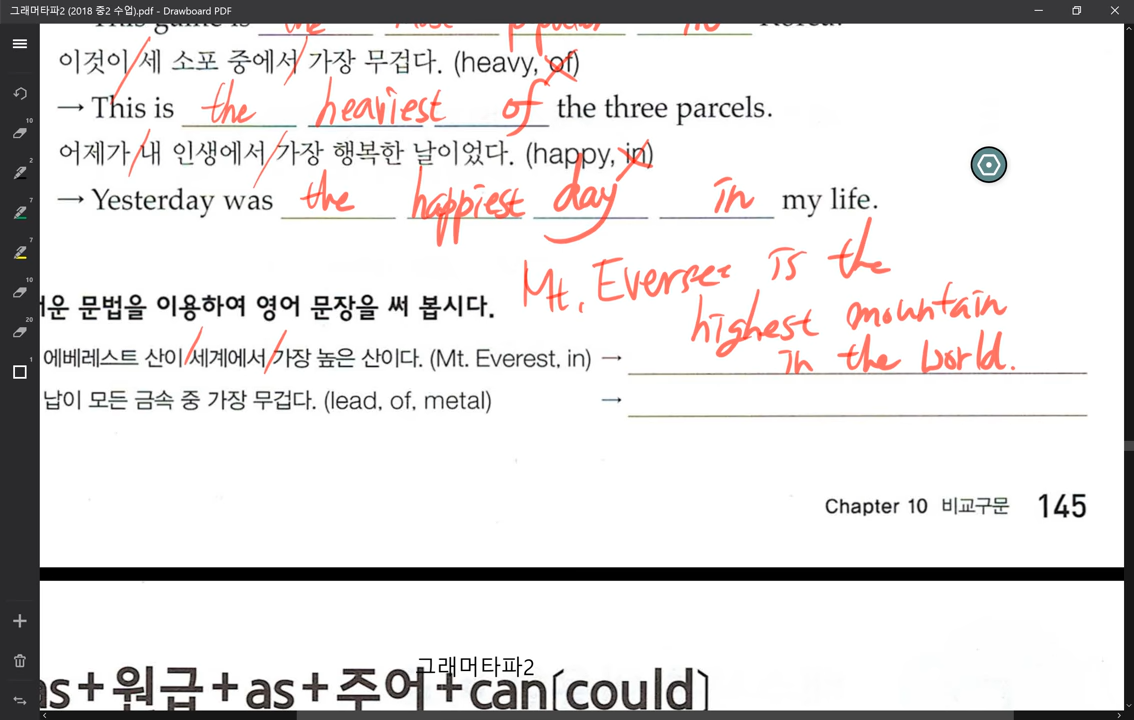 그래머타파2 (2018 중2 수업).pdf - Drawboard PDF
This game is the most popular in Korea.
이것이 세 소포 중에서 가장 무겁다. (heavy, of)
→ This is the heaviest of the three parcels.
어제가 내 인생에서 가장 행복한 날이었다. (happy, in)
→ Yesterday was the happiest day in my life.
운 문법을 이용하여 영어 문장을 써 봅시다.
Mt. is the
highest mountain
in the world.
에베레스트 산이 세계에서 가장 높은 산이다. (Mt. Everest, in) →
납이 모든 금속 중 가장 무겁다. (lead, of, metal) →
Chapter 10 비교구문 145
그래머타파2
as+원급+as+주어+can(could)
10
2
7
7
10
20
1